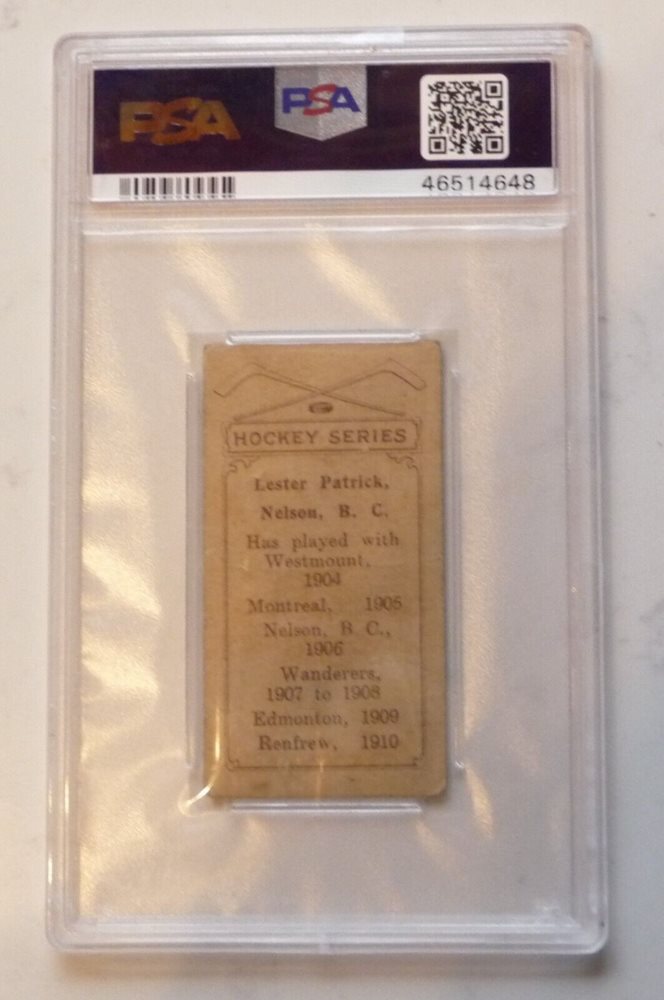 PSA
PSA
46514648
HOCKEY SERIES
Lester Patrick,
Nelson, B. C.
Has played with
Westmount,
1904
Montreal, 1905
Nelson, B. C.,
1906
Wanderers,
1907 to 1908
Edmonton, 1909
Renfrew, 1910